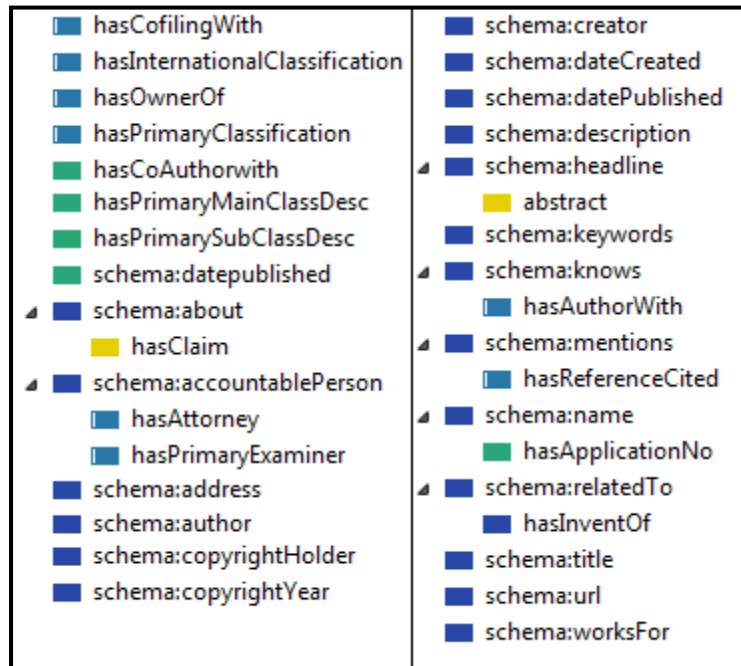 hasCofilingWith
hasInternationalClassification
hasOwnerOf
hasPrimaryClassification
hasCoAuthorwith
hasPrimaryMainClassDesc
hasPrimarySubClassDesc
schema:datepublished
schema:about
hasClaim
schema:accountablePerson
hasAttorney
hasPrimaryExaminer
schema:address
schema:author
schema:copyrightHolder
schema:copyrightYear
schema:creator
schema:dateCreated
schema:datePublished
schema:description
schema:headline
abstract
schema:keywords
schema:knows
hasAuthorWith
schema:mentions
hasReferenceCited
schema:name
hasApplicationNo
schema:relatedTo
hasInventOf
schema:title
schema:url
schema:worksFor